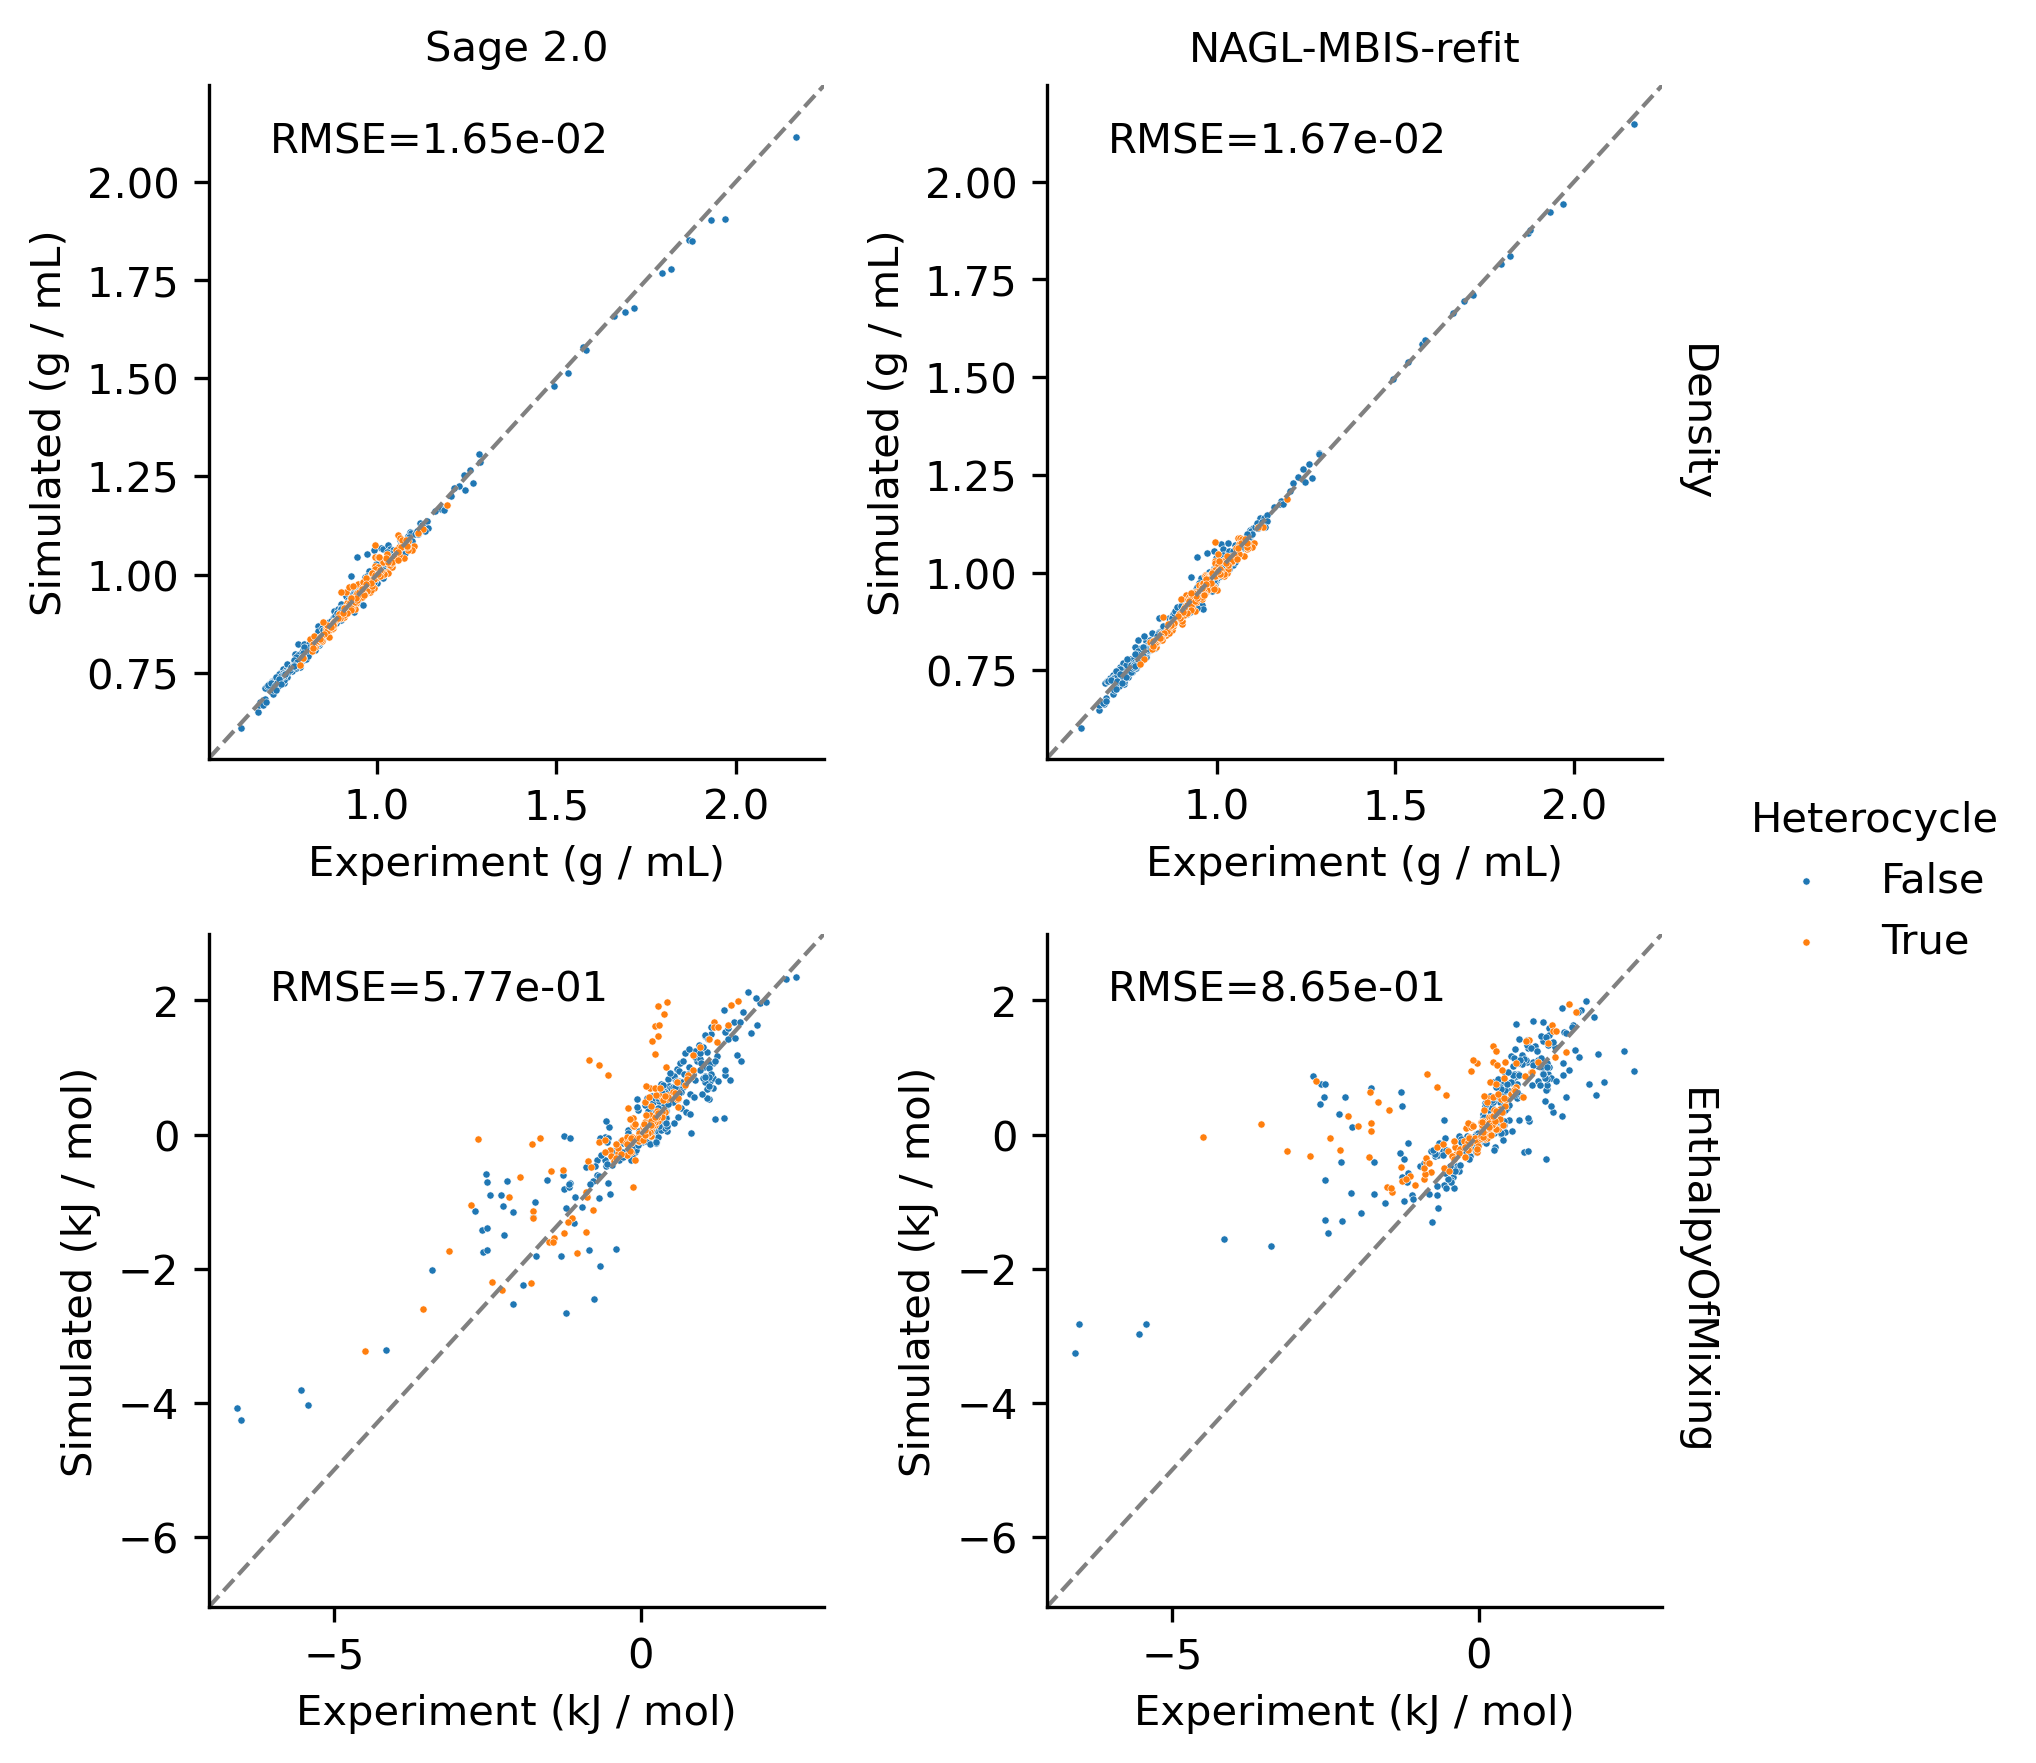 Sage 2.0
NAGL-MBIS-refit
RMSE=1.65e-02
RMSE=1.67e-02
Simulated (g / mL)
2.00
1.75
1.50
1.25
1.00
0.75
Simulated (g / mL)
2.00
1.75
1.50
1.25
1.00
0.75
Density
1.0 1.5 2.0
1.0 1.5 2.0
Experiment (g / mL)
Experiment (g / mL)
Heterocycle
False
True
RMSE=5.77e-01
RMSE=8.65e-01
Simulated (kJ / mol)
2
0
−2
−4
−6
Simulated (kJ / mol)
2
0
−2
−4
−6
EnthalpyOfMixing
−5 0
−5 0
Experiment (kJ / mol)
Experiment (kJ / mol)